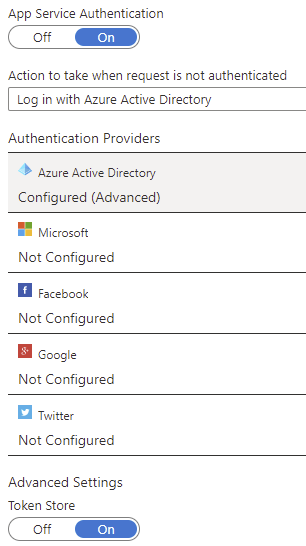 App Service Authentication
Off On
Action to take when request is not authenticated
Log in with Azure Active Directory
Authentication Providers
Azure Active Directory
Configured (Advanced)
Microsoft
Not Configured
Facebook
Not Configured
Google
Not Configured
Twitter
Not Configured
Advanced Settings
Token Store
Off On